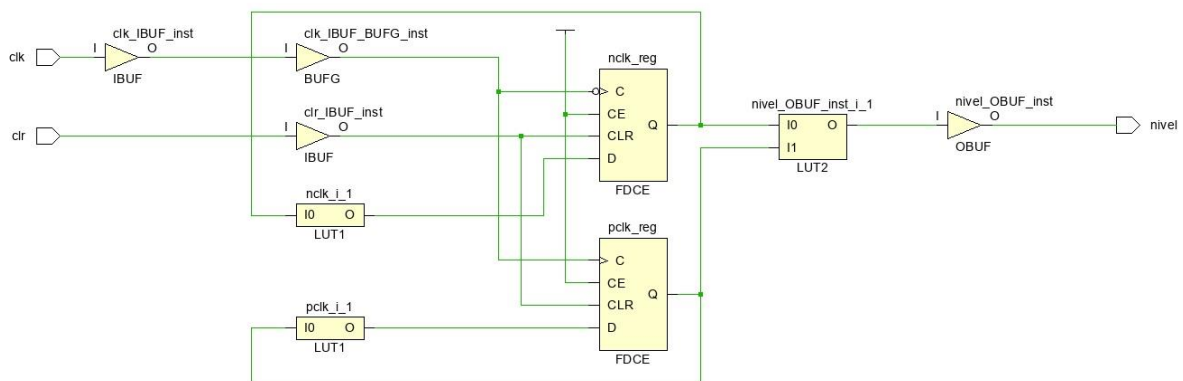 clk_IBUF_inst
clk_IBUF_BUFG_inst
nclk_reg
clk
I
O
IBUF
I
O
BUFG
C
CE
CLR
D
Q
FDCE
nivel_OBUF_inst_i_1
I0
O
I1
LUT2
nivel_OBUF_inst
I
O
OBUF
nivel
clr_IBUF_inst
clr
I
O
IBUF
nclk_i_1
I0
O
LUT1
pclk_reg
C
CE
CLR
D
Q
FDCE
pclk_i_1
I0
O
LUT1